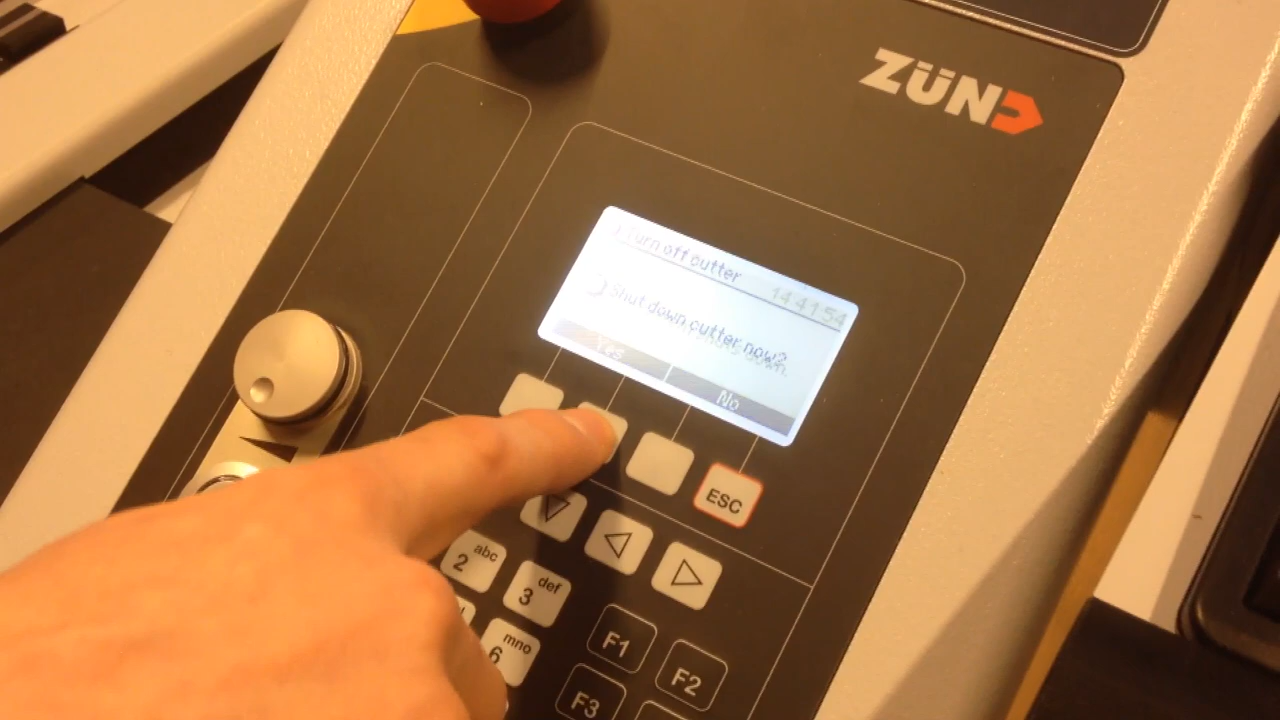 ZÜND
Turn off cutter
14:41:54
Shut down cutter now?
down.
Yes
No
ESC
2 abc
3 def
6 mno
F1
F2
F3